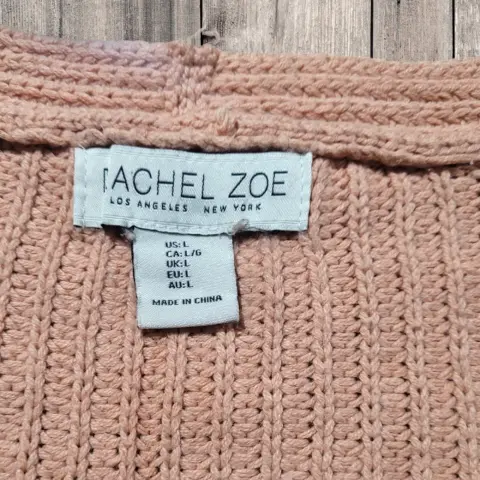 RACHEL ZOE
LOS ANGELES NEW YORK
US: L
CA: L/G
UK: L
EU: L
AU: L
MADE IN CHINA